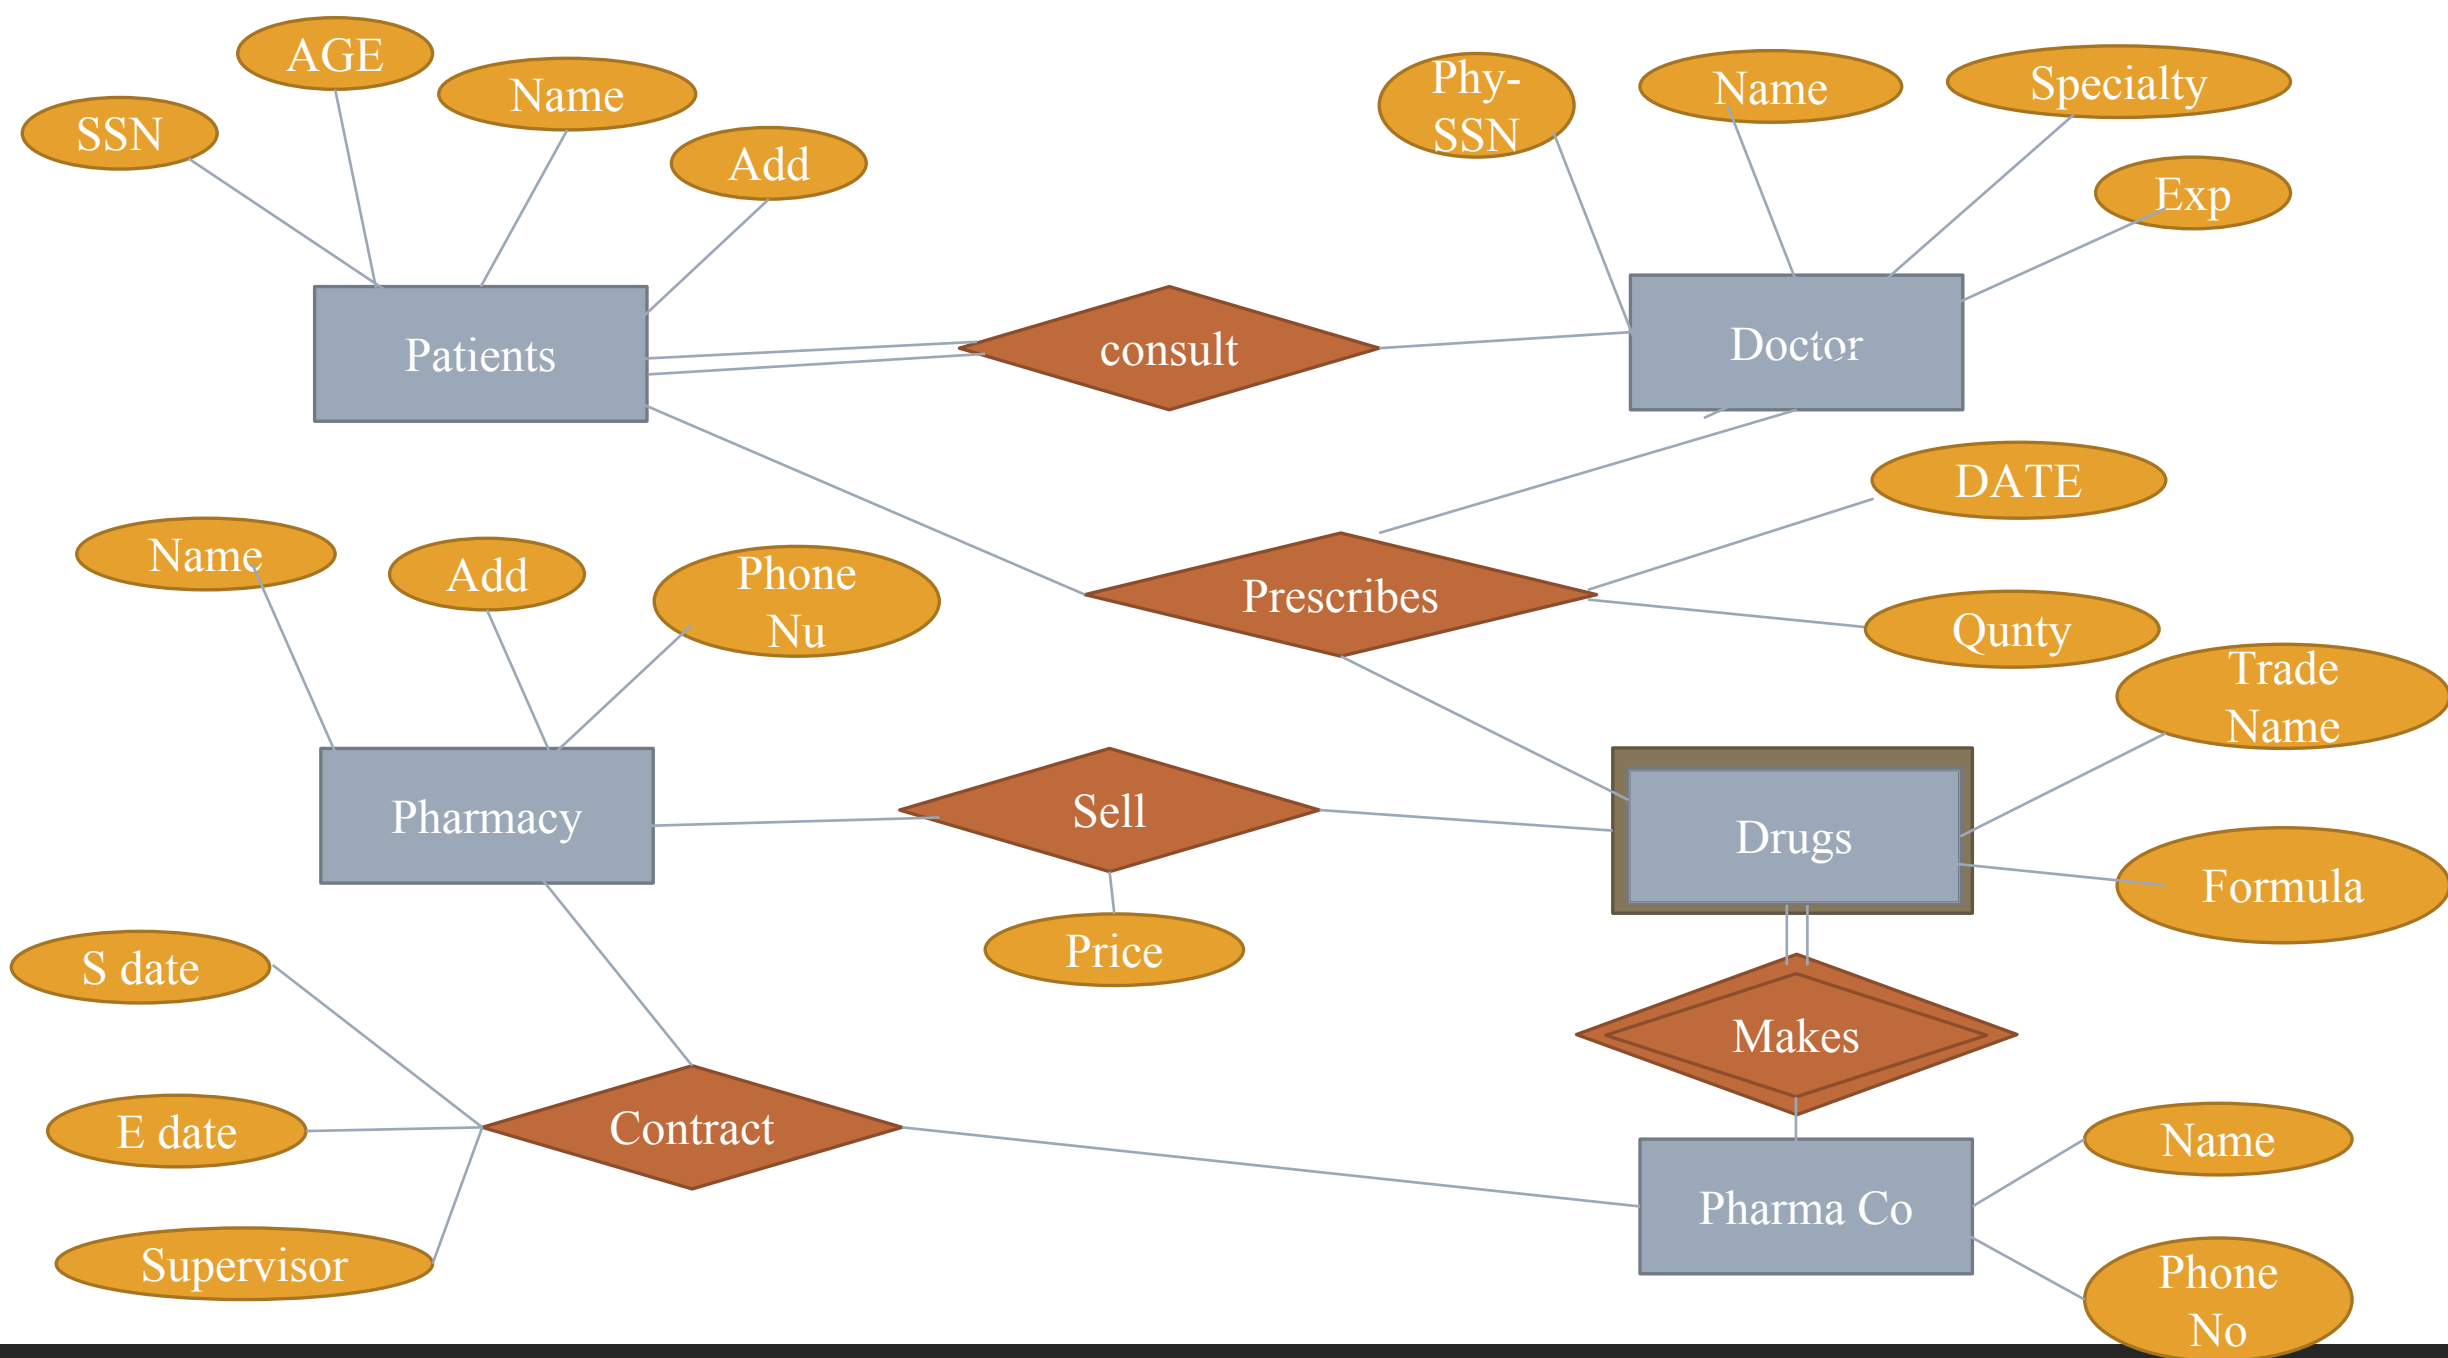 AGE
Name
SSN
Add
Phy-
SSN
Name
Specialty
Exp
Patients
consult
Doctor
DATE
Name
Add
Phone
Nu
Prescribes
Qunty
Trade
Name
Pharmacy
Sell
Drugs
Formula
Price
S date
Makes
E date
Contract
Name
Pharma Co
Supervisor
Phone
No